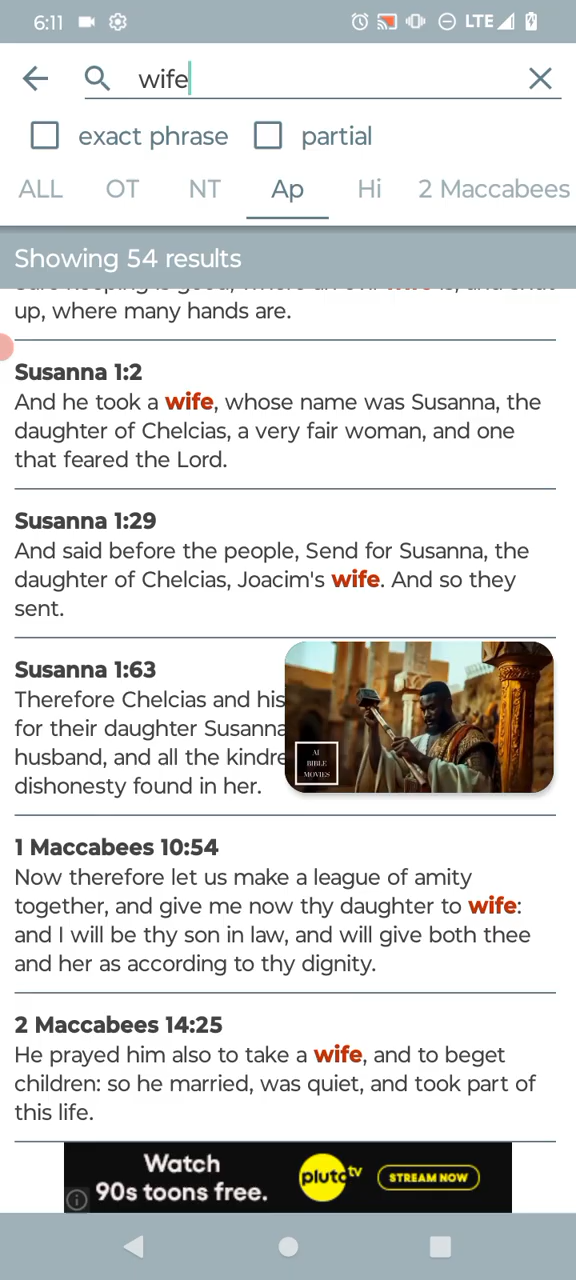 6:11 LTE
wife
exact phrase partial
ALL OT NT Ap Hi 2 Maccabees
Showing 54 results
up, where many hands are.
Susanna 1:2
And he took a wife, whose name was Susanna, the
daughter of Chelcias, a very fair woman, and one
that feared the Lord.
Susanna 1:29
And said before the people, Send for Susanna, the
daughter of Chelcias, Joacim's wife. And so they
sent.
Susanna 1:63
Therefore Chelcias and his
for their daughter Susanna
husband, and all the kindre
dishonesty found in her.
AI
BIBLE
MOVIES
1 Maccabees 10:54
Now therefore let us make a league of amity
together, and give me now thy daughter to wife:
and I will be thy son in law, and will give both thee
and her as according to thy dignity.
2 Maccabees 14:25
He prayed him also to take a wife, and to beget
children: so he married, was quiet, and took part of
this life.
Watch
90s toons free.
pluto tv
STREAM NOW